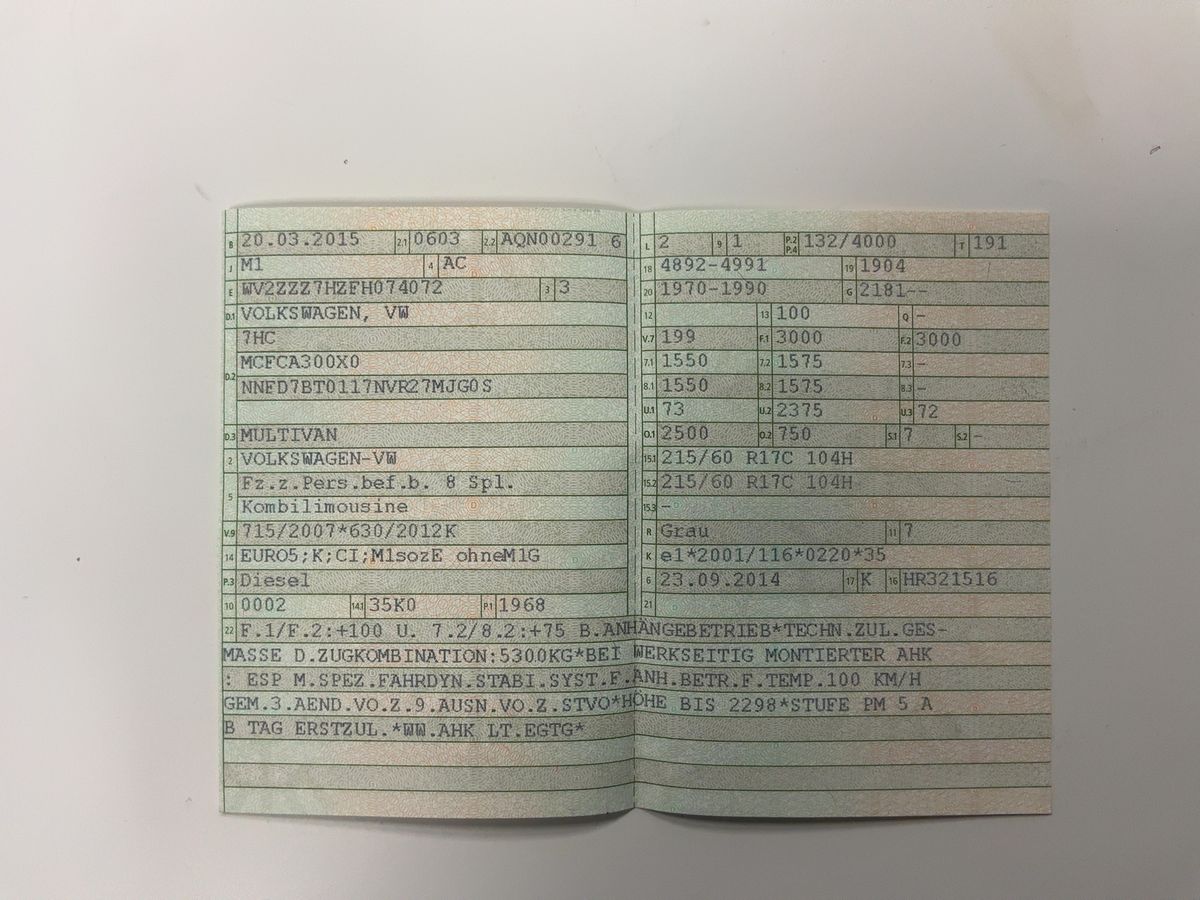 B 20.03.2015 2.1 0603 2.2 AQN00291 6
J M1 4 AC
E WV2ZZZ7HZFH074072 3 3
D.1 VOLKSWAGEN, VW
7HC
D.2 MCFCA300X0
NNFD7BT0117NVR27MJG0S
D.3 MULTIVAN
2 VOLKSWAGEN-VW
5 Fz.z.Pers.bef.b. 8 Spl.
Kombilimousine
V.9 715/2007*630/2012K
14 EURO5;K;CI;M1sozE ohneM1G
P.3 Diesel
10 0002 14.1 35K0 P.1 1968
L 2 9 1 P.2 P.4 132/4000 T 191
18 4892-4991 19 1904
20 1970-1990 G 2181--
12 13 100 Q -
V.7 199 F.1 3000 F.2 3000
7.1 1550 7.2 1575 7.3 -
8.1 1550 8.2 1575 8.3 -
U.1 73 U.2 2375 U.3 72
O.1 2500 O.2 750 S.1 7 S.2 -
15.1 215/60 R17C 104H
15.2 215/60 R17C 104H
15.3 -
R Grau 11 7
K e1*2001/116*0220*35
6 23.09.2014 17 K 16 HR321516
21
22 F.1/F.2:+100 U. 7.2/8.2:+75 B.ANHÄNGEBETRIEB*TECHN.ZUL.GES-
MASSE D.ZUGKOMBINATION:5300KG*BEI WERKSEITIG MONTIERTER AHK
: ESP M.SPEZ.FAHRDYN.STABI.SYST.F.ANH.BETR.F.TEMP.100 KM/H
GEM.3.AEND.VO.Z.9.AUSN.VO.Z.STVO*HÖHE BIS 2298*STUFE PM 5 A
B TAG ERSTZUL.*WW.AHK LT.EGTG*